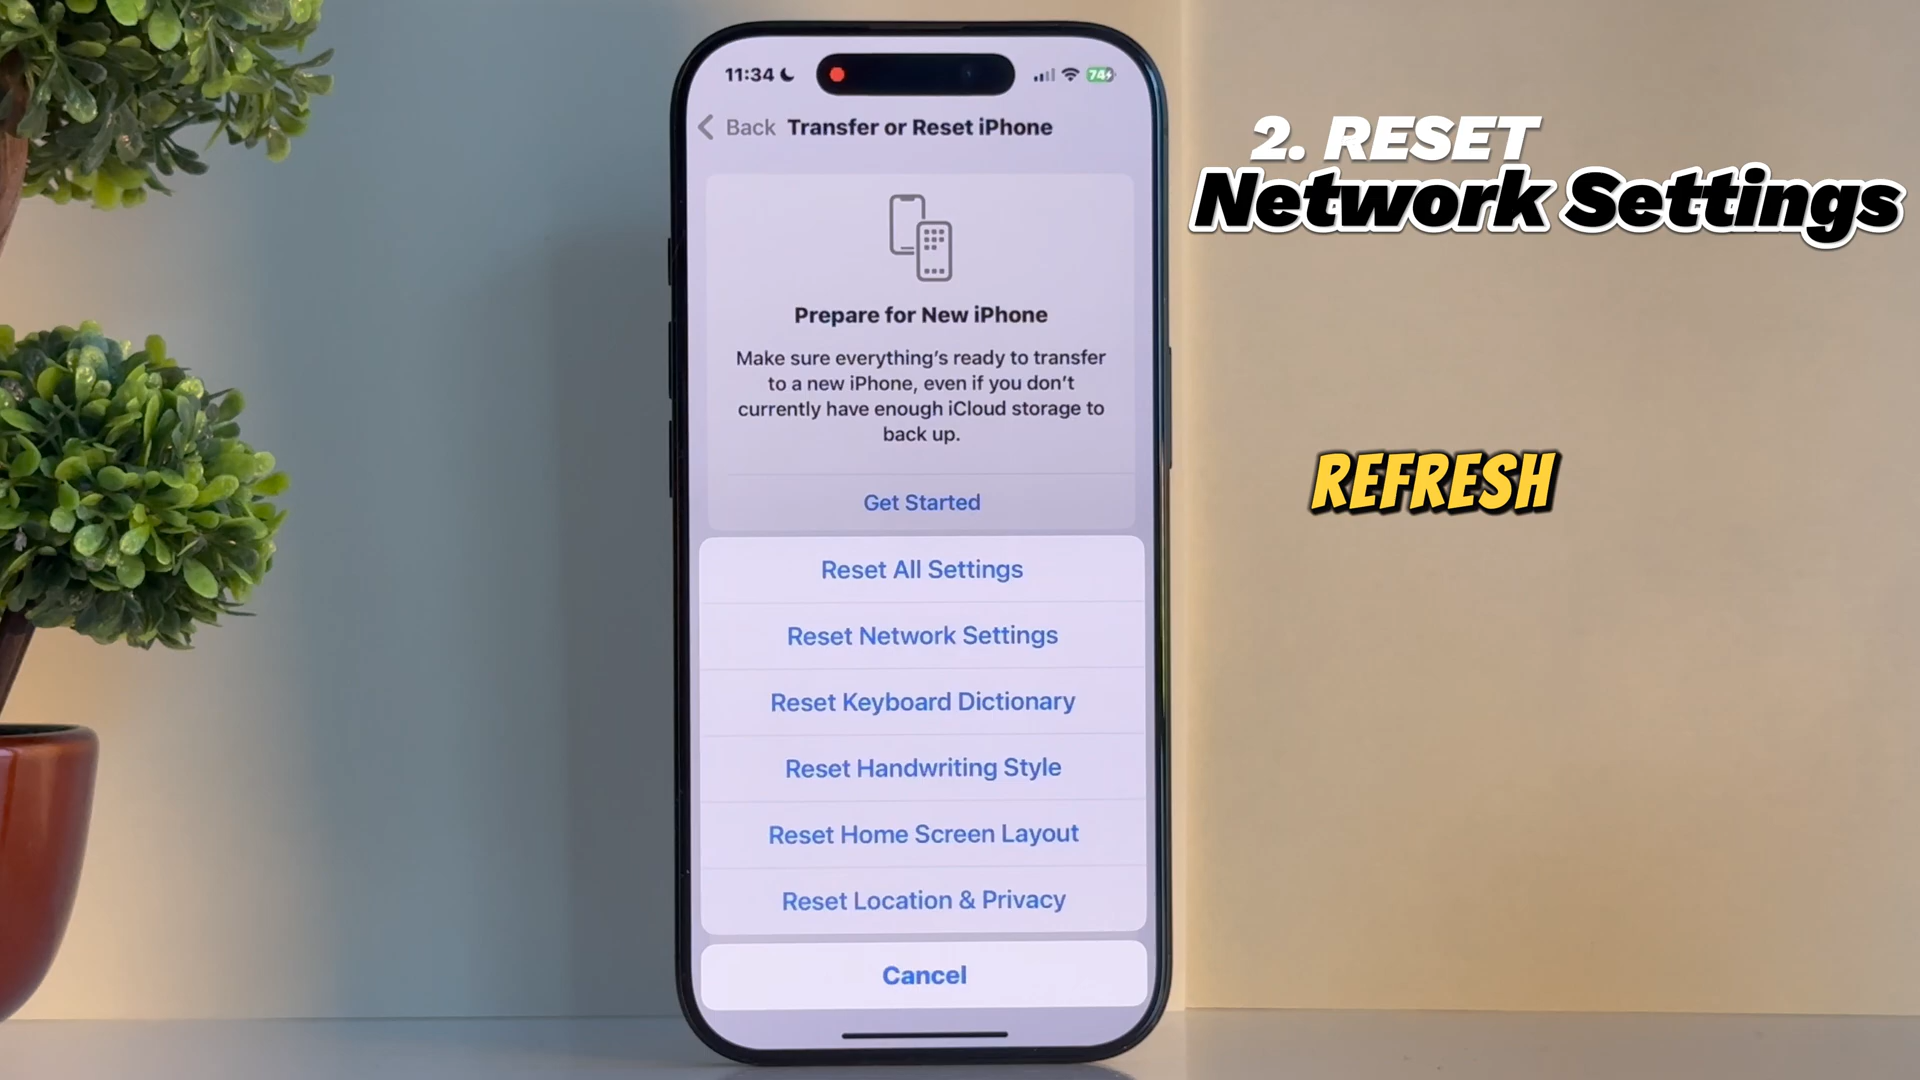 11:34
74
Back Transfer or Reset iPhone
2. RESET
Network Settings
Prepare for New iPhone
Make sure everything's ready to transfer
to a new iPhone, even if you don't
currently have enough iCloud storage to
back up.
REFRESH
Get Started
Reset All Settings
Reset Network Settings
Reset Keyboard Dictionary
Reset Handwriting Style
Reset Home Screen Layout
Reset Location & Privacy
Cancel